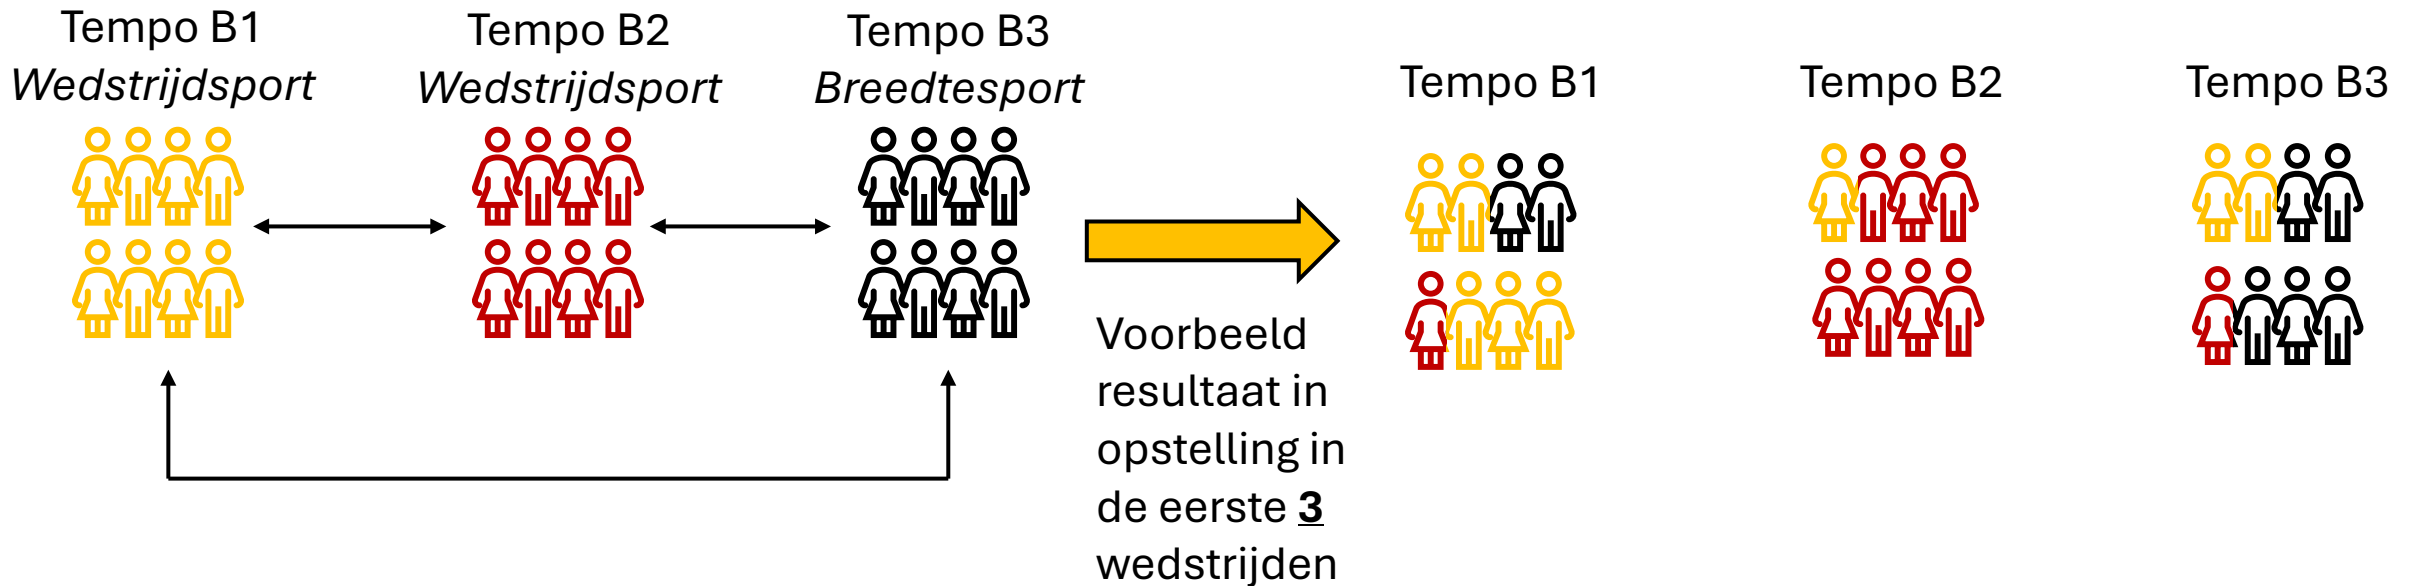 Tempo B1
Wedstrijdsport
Tempo B2
Wedstrijdsport
Tempo B3
Breedtesport
Voorbeeld
resultaat in
opstelling in
de eerste 3
wedstrijden
Tempo B1
Tempo B2
Tempo B3